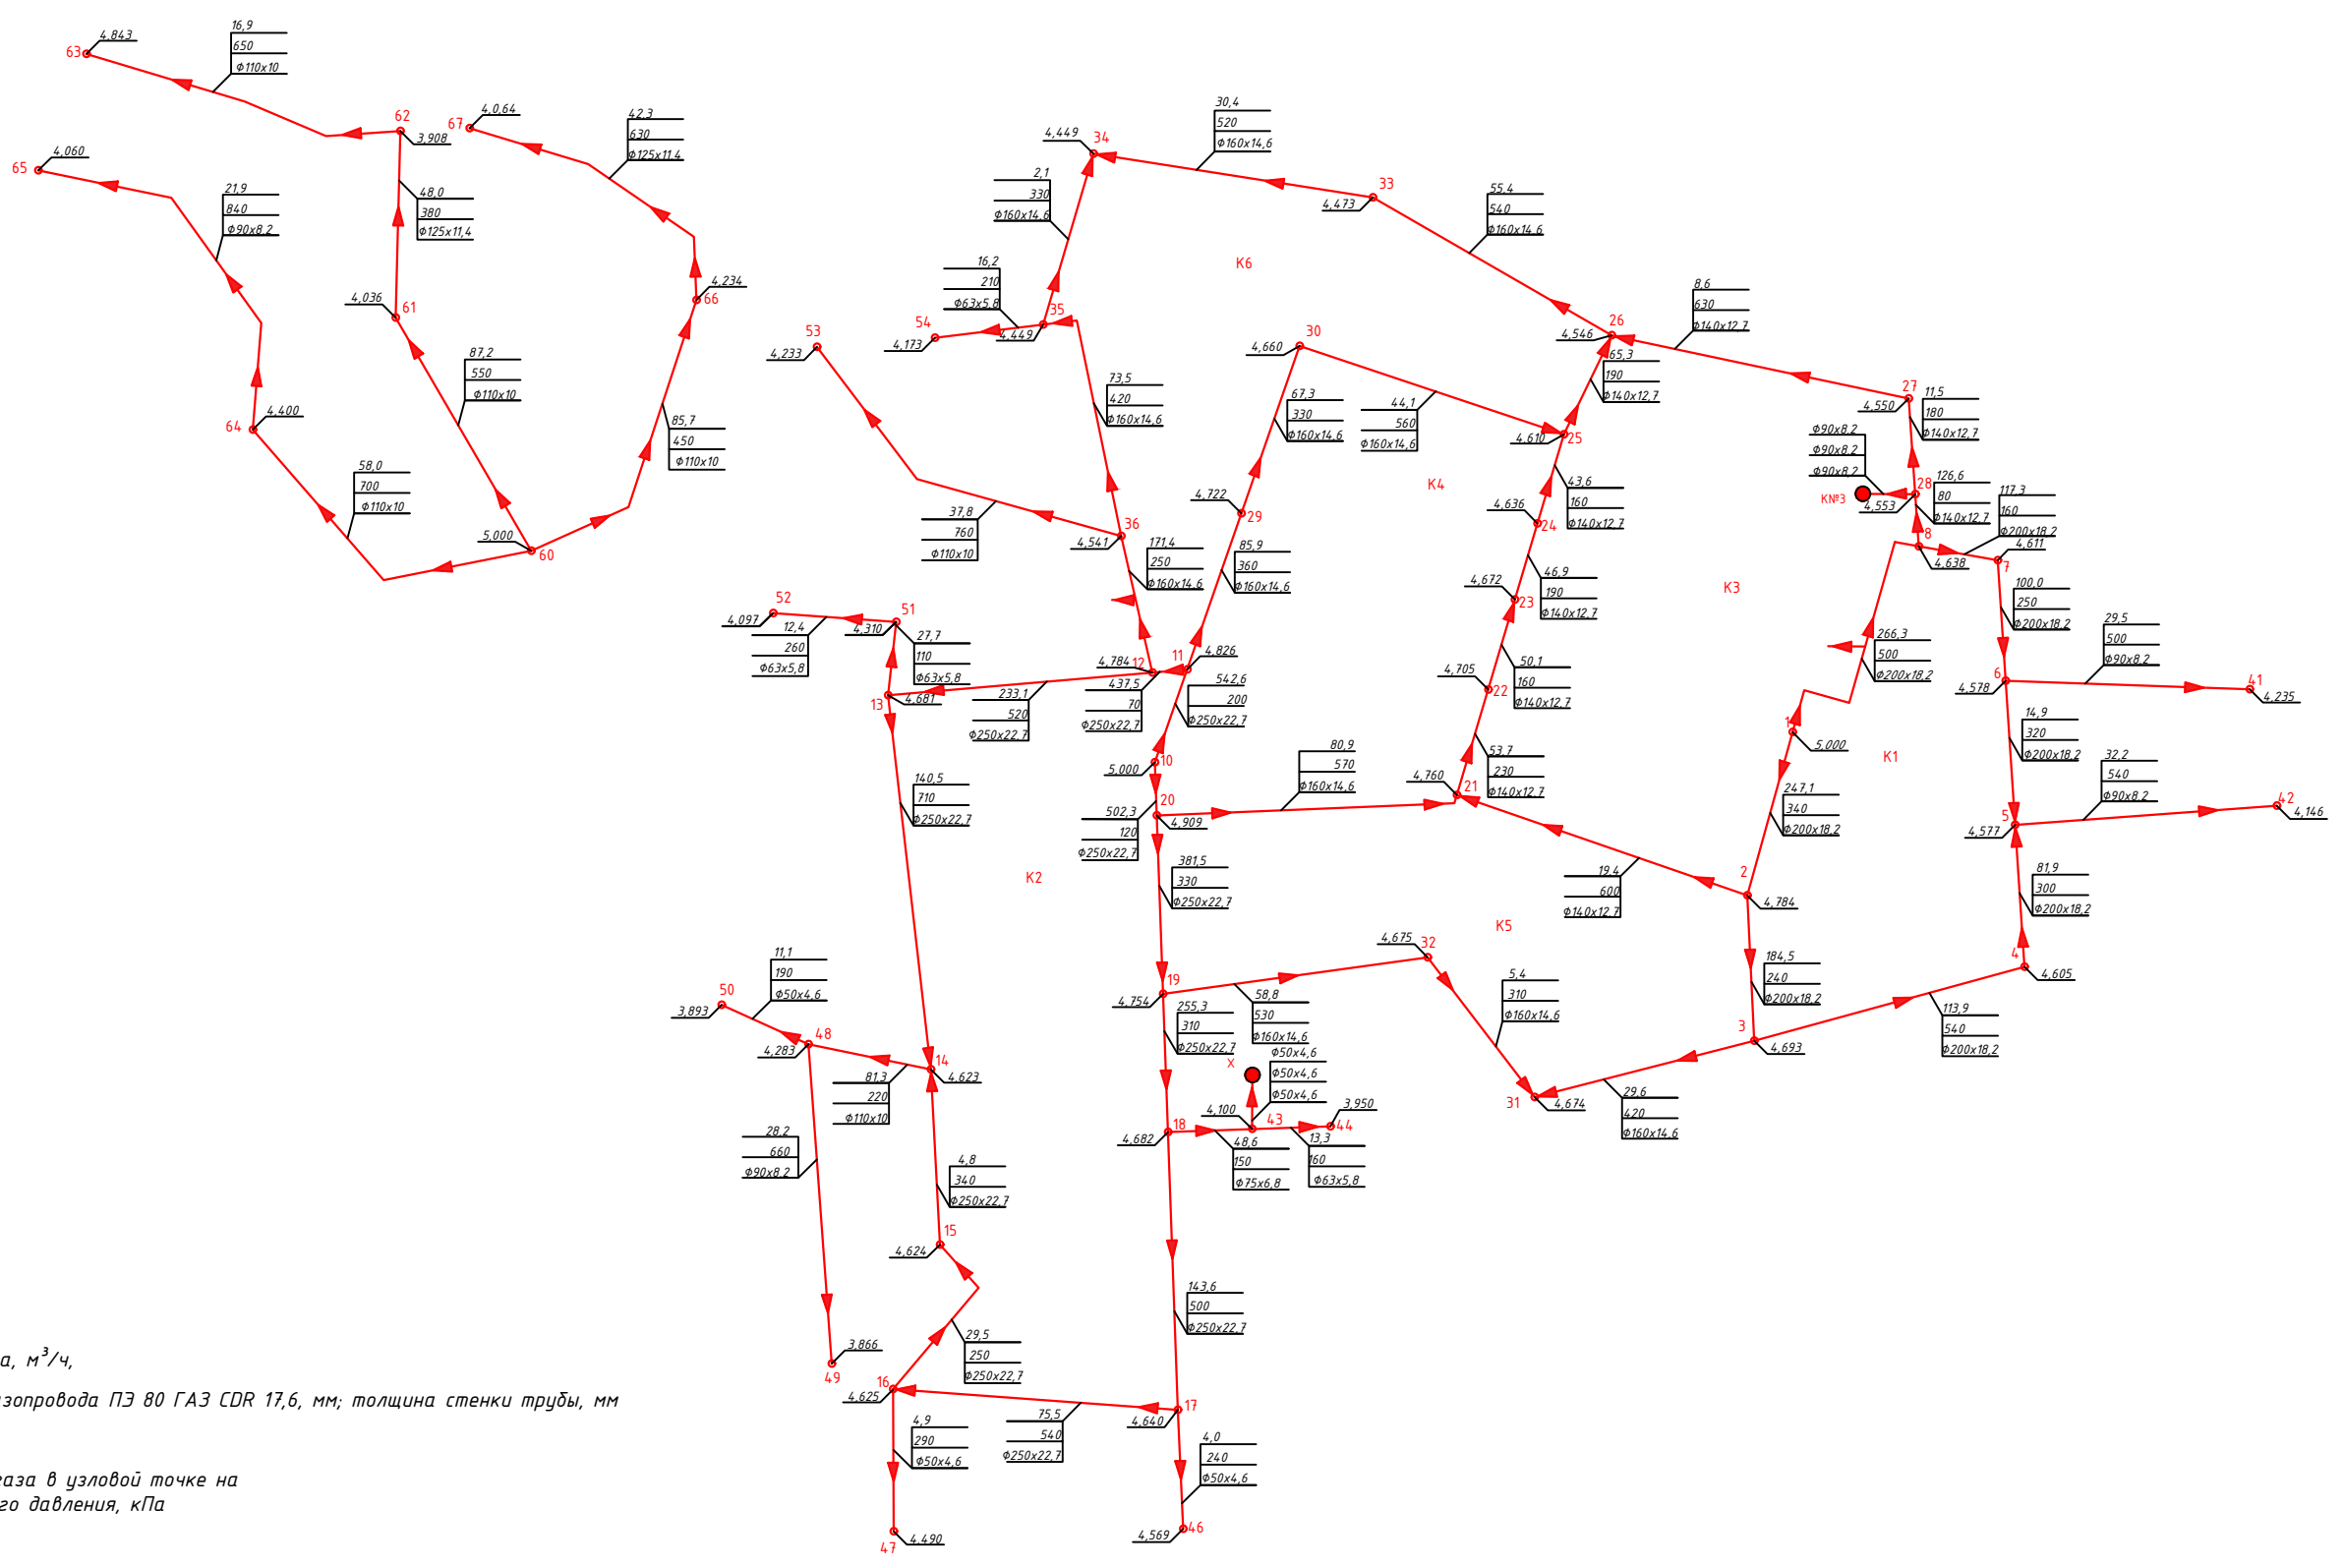 63
4,843
16,9
650
Ф110х10
62
3,908
67
4,0,64
42,3
630
Ф125х11,4
65
4,060
21,9
840
Ф90х8,2
48,0
380
Ф125х11,4
4,036
61
4,234
66
87,2
550
Ф110х10
85,7
450
Ф110х10
64
4,400
58,0
700
Ф110х10
5,000
60
4,449
34
30,4
520
Ф160х14,6
2,1
330
Ф160х14,6
33
4,473
55,4
540
Ф160х14,6
К6
16,2
210
Ф63х5,8
35
4,449
54
4,173
53
4,233
30
4,660
26
4,546
8,6
630
Ф140х12,7
65,3
190
Ф140х12,7
73,5
420
Ф160х14,6
67,3
330
Ф160х14,6
44,1
560
Ф160х14,6
4,610
25
27
4,550
11,5
180
Ф140х12,7
Ф90х8,2
Ф90х8,2
Ф90х8,2
К№3
28
4,553
126,6
80
Ф140х12,7
117,3
160
Ф200х18,2
К4
43,6
160
Ф140х12,7
4,722
29
4,636
24
37,8
760
Ф110х10
36
4,541
171,4
250
Ф160х14,6
85,9
360
Ф160х14,6
8
4,638
4,611
7
К3
46,9
190
Ф140х12,7
4,672
23
100,0
250
Ф200х18,2
29,5
500
Ф90х8,2
52
4,097
51
4,310
12,4
260
Ф63х5,8
27,7
110
Ф63х5,8
4,784
12
11
4,826
266,3
500
Ф200х18,2
50,1
160
Ф140х12,7
4,705
22
6
4,578
41
4,235
13
4,681
233,1
520
Ф250х22,7
437,5
70
Ф250х22,7
542,6
200
Ф250х22,7
14,9
320
Ф200х18,2
1
5,000
К1
53,7
230
Ф140х12,7
80,9
570
Ф160х14,6
5,000
10
4,760
21
32,2
540
Ф90х8,2
140,5
710
Ф250х22,7
20
4,909
502,3
120
Ф250х22,7
247,1
340
Ф200х18,2
5
4,577
42
4,146
К2
381,5
330
Ф250х22,7
19,4
600
Ф140х12,7
2
4,784
81,9
300
Ф200х18,2
К5
4,675
32
11,1
190
Ф50х4,6
50
3,893
19
4,754
58,8
530
Ф160х14,6
255,3
310
Ф250х22,7
5,4
310
Ф160х14,6
184,5
240
Ф200х18,2
4
4,605
3
4,693
113,9
540
Ф200х18,2
48
4,283
14
4,623
81,3
220
Ф110х10
Х
Ф50х4,6
Ф50х4,6
Ф50х4,6
4,100
43
3,950
44
31
4,674
29,6
420
Ф160х14,6
18
4,682
48,6
150
Ф75х6,8
13,3
160
Ф63х5,8
28,2
660
Ф90х8,2
4,8
340
Ф250х22,7
15
4,624
143,6
500
Ф250х22,7
29,5
250
Ф250х22,7
3,866
49
16
4,625
17
4,640
75,5
540
Ф250х22,7
4,9
290
Ф50х4,6
4,0
240
Ф50х4,6
4,490
47
4,569
46
а, м³/ч,
зопровода ПЭ 80 ГАЗ СDR 17,6, мм; толщина стенки трубы, мм
газа в узловой точке на
го давления, кПа